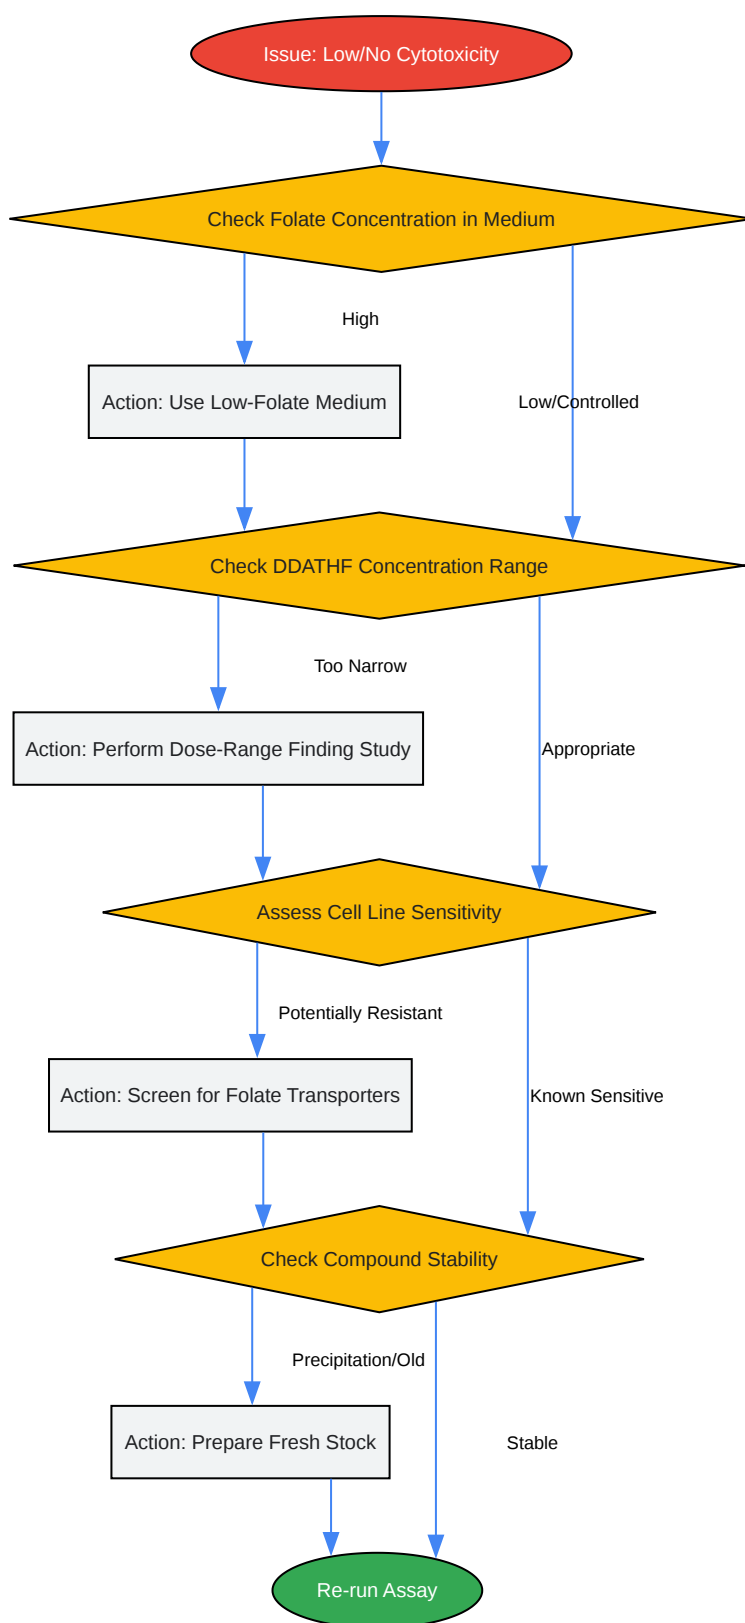 Issue: Low/No Cytotoxicity
Check Folate Concentration in Medium
High
Action: Use Low-Folate Medium
Low/Controlled
Check DDATHF Concentration Range
Too Narrow
Action: Perform Dose-Range Finding Study
Appropriate
Assess Cell Line Sensitivity
Potentially Resistant
Action: Screen for Folate Transporters
Known Sensitive
Check Compound Stability
Precipitation/Old
Action: Prepare Fresh Stock
Stable
Re-run Assay